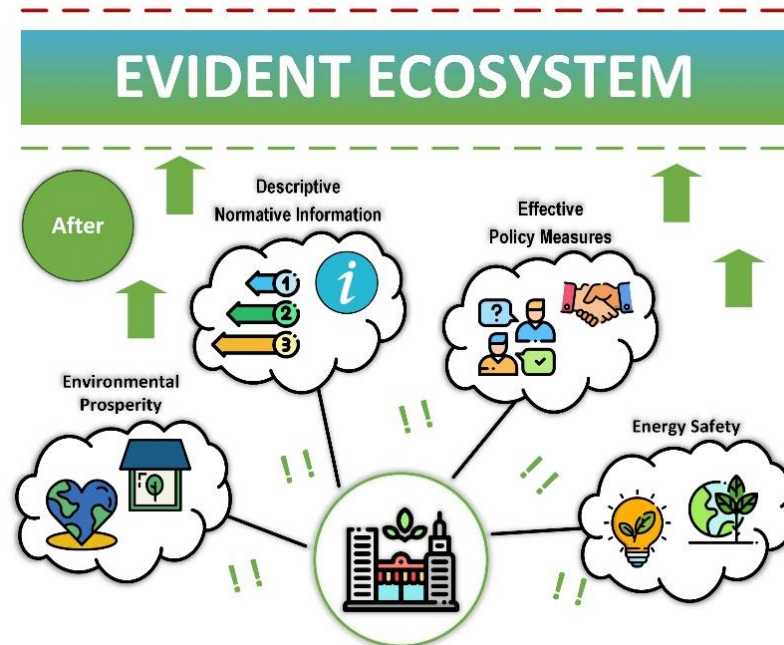 EVIDENT ECOSYSTEM
After
Descriptive
Normative Information
Effective
Policy Measures
1
i
2
3
?
Environmental
Prosperity
Energy Safety
! !
! !
! !
! !
! !